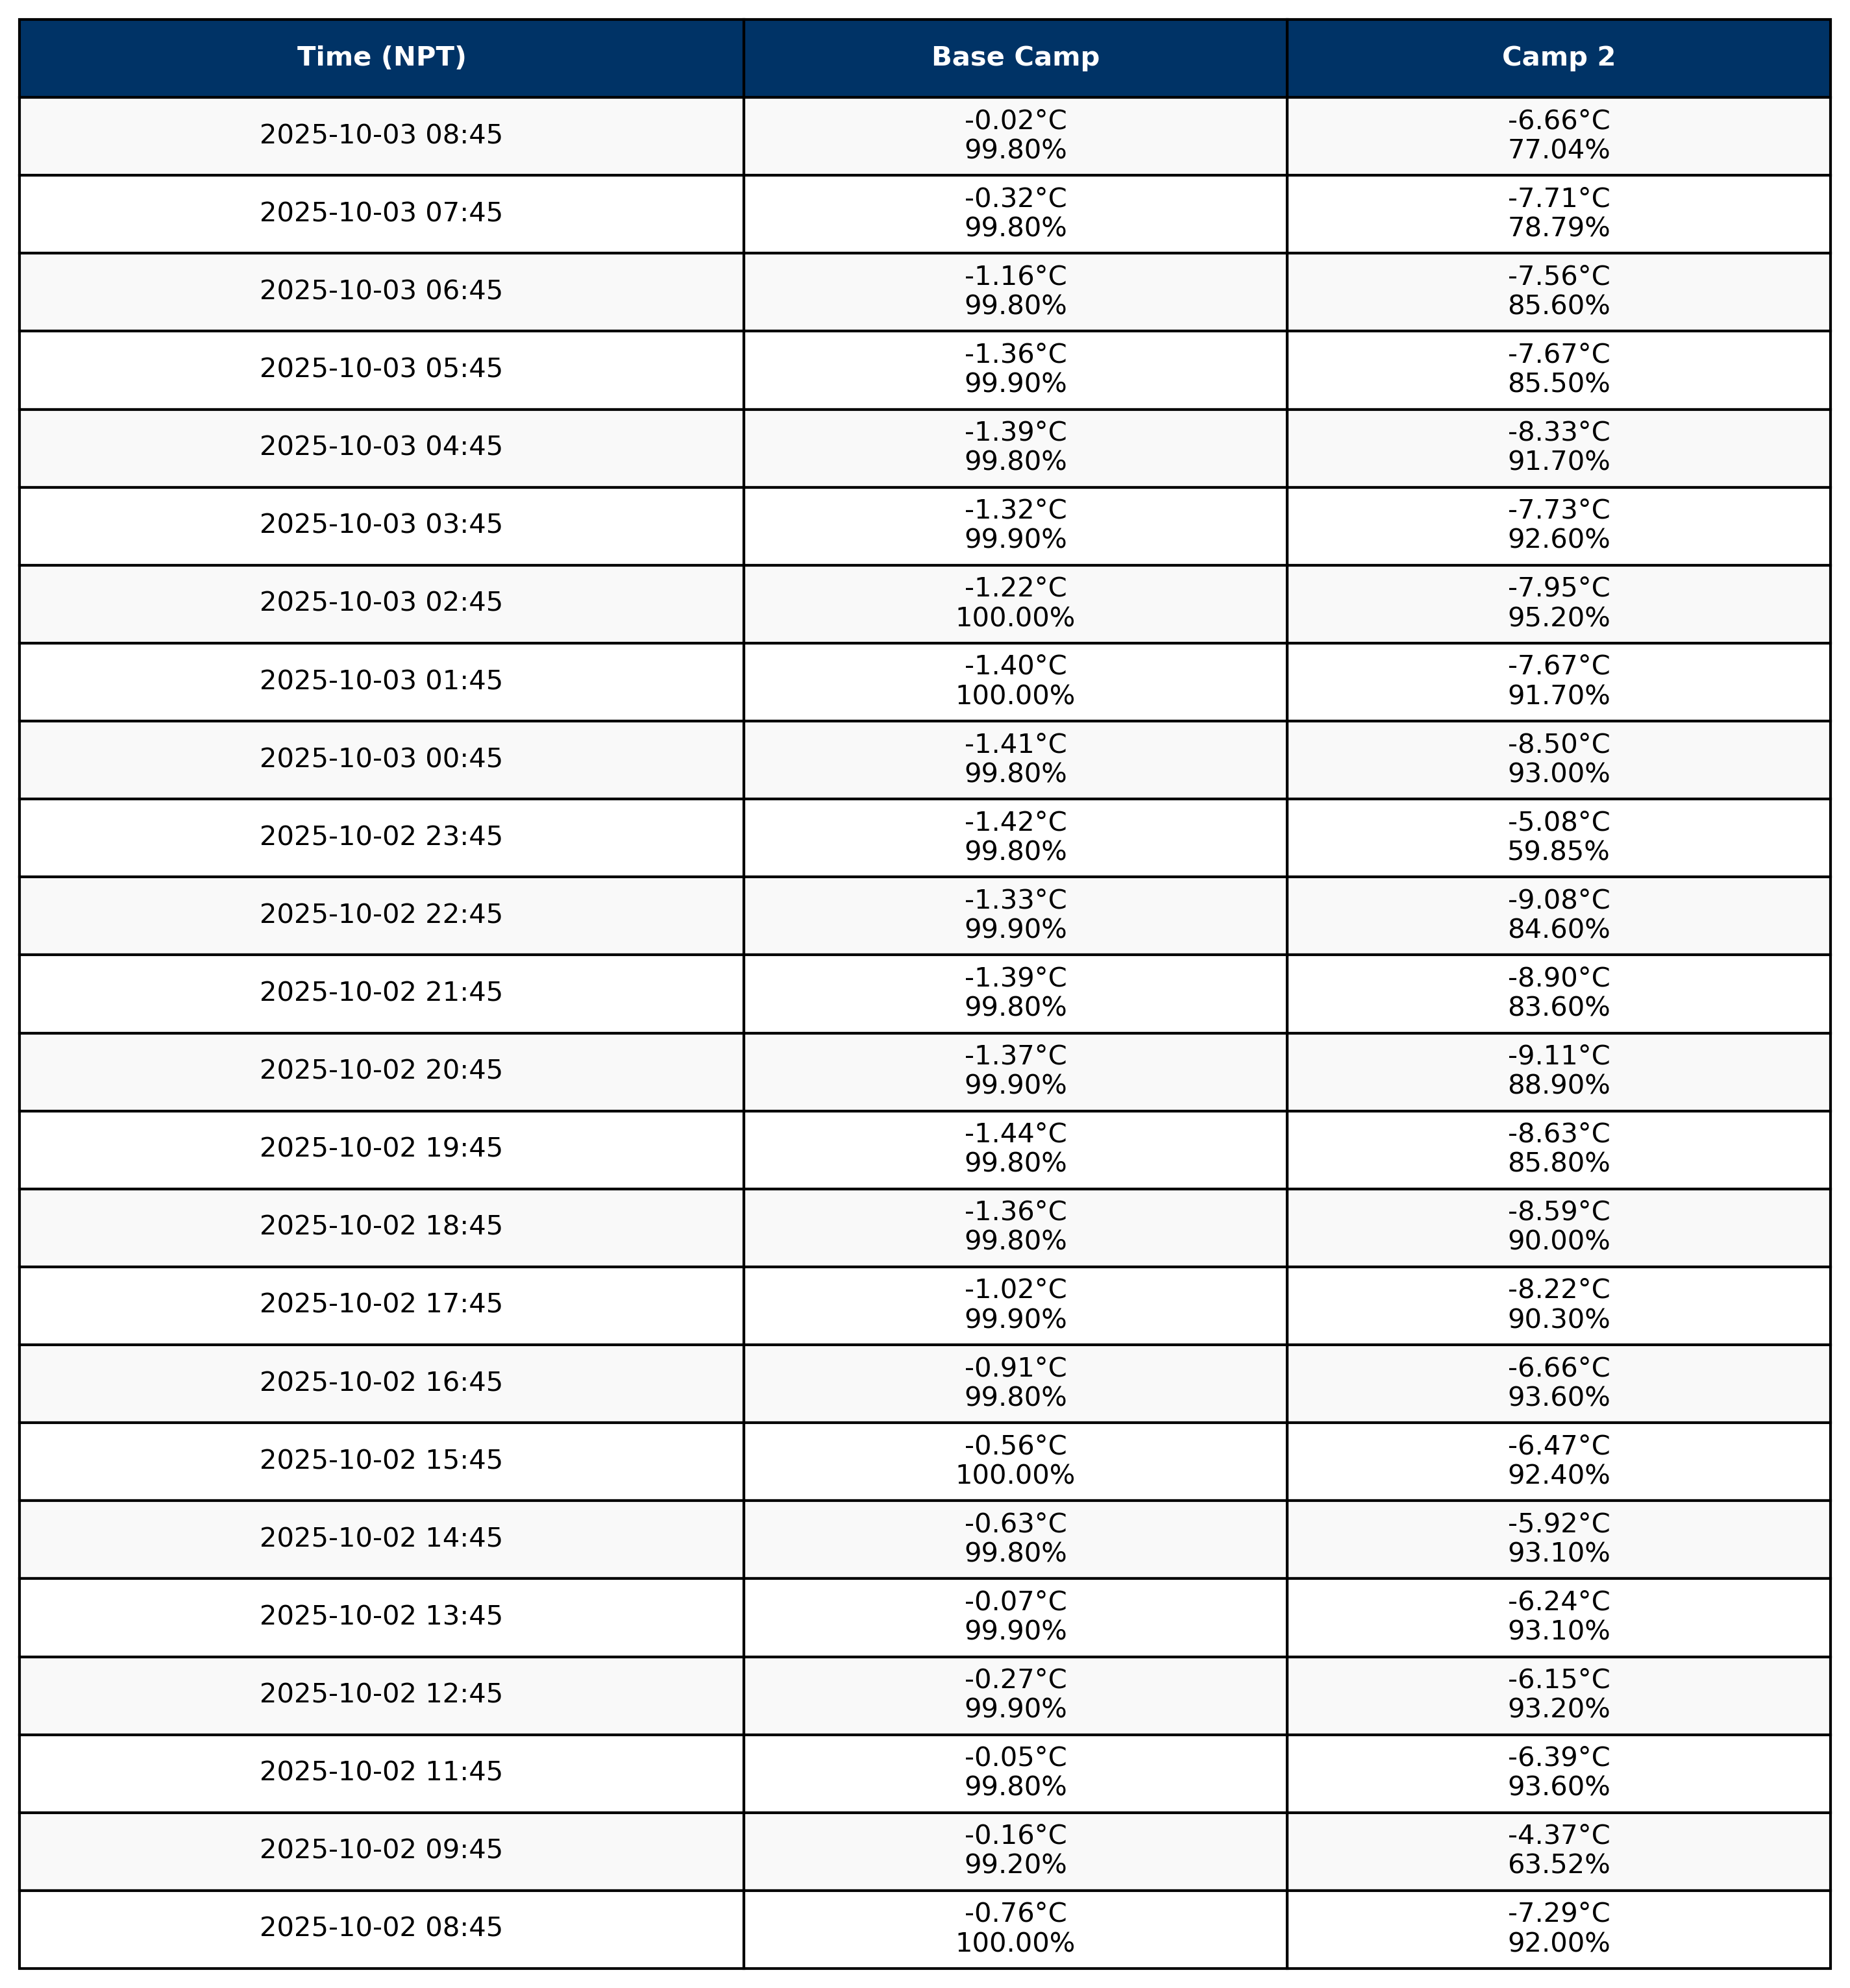 Time (NPT) Base Camp Camp 2
2025-10-03 08:45 -0.02°C 99.80% -6.66°C 77.04%
2025-10-03 07:45 -0.32°C 99.80% -7.71°C 78.79%
2025-10-03 06:45 -1.16°C 99.80% -7.56°C 85.60%
2025-10-03 05:45 -1.36°C 99.90% -7.67°C 85.50%
2025-10-03 04:45 -1.39°C 99.80% -8.33°C 91.70%
2025-10-03 03:45 -1.32°C 99.90% -7.73°C 92.60%
2025-10-03 02:45 -1.22°C 100.00% -7.95°C 95.20%
2025-10-03 01:45 -1.40°C 100.00% -7.67°C 91.70%
2025-10-03 00:45 -1.41°C 99.80% -8.50°C 93.00%
2025-10-02 23:45 -1.42°C 99.80% -5.08°C 59.85%
2025-10-02 22:45 -1.33°C 99.90% -9.08°C 84.60%
2025-10-02 21:45 -1.39°C 99.80% -8.90°C 83.60%
2025-10-02 20:45 -1.37°C 99.90% -9.11°C 88.90%
2025-10-02 19:45 -1.44°C 99.80% -8.63°C 85.80%
2025-10-02 18:45 -1.36°C 99.80% -8.59°C 90.00%
2025-10-02 17:45 -1.02°C 99.90% -8.22°C 90.30%
2025-10-02 16:45 -0.91°C 99.80% -6.66°C 93.60%
2025-10-02 15:45 -0.56°C 100.00% -6.47°C 92.40%
2025-10-02 14:45 -0.63°C 99.80% -5.92°C 93.10%
2025-10-02 13:45 -0.07°C 99.90% -6.24°C 93.10%
2025-10-02 12:45 -0.27°C 99.90% -6.15°C 93.20%
2025-10-02 11:45 -0.05°C 99.80% -6.39°C 93.60%
2025-10-02 09:45 -0.16°C 99.20% -4.37°C 63.52%
2025-10-02 08:45 -0.76°C 100.00% -7.29°C 92.00%